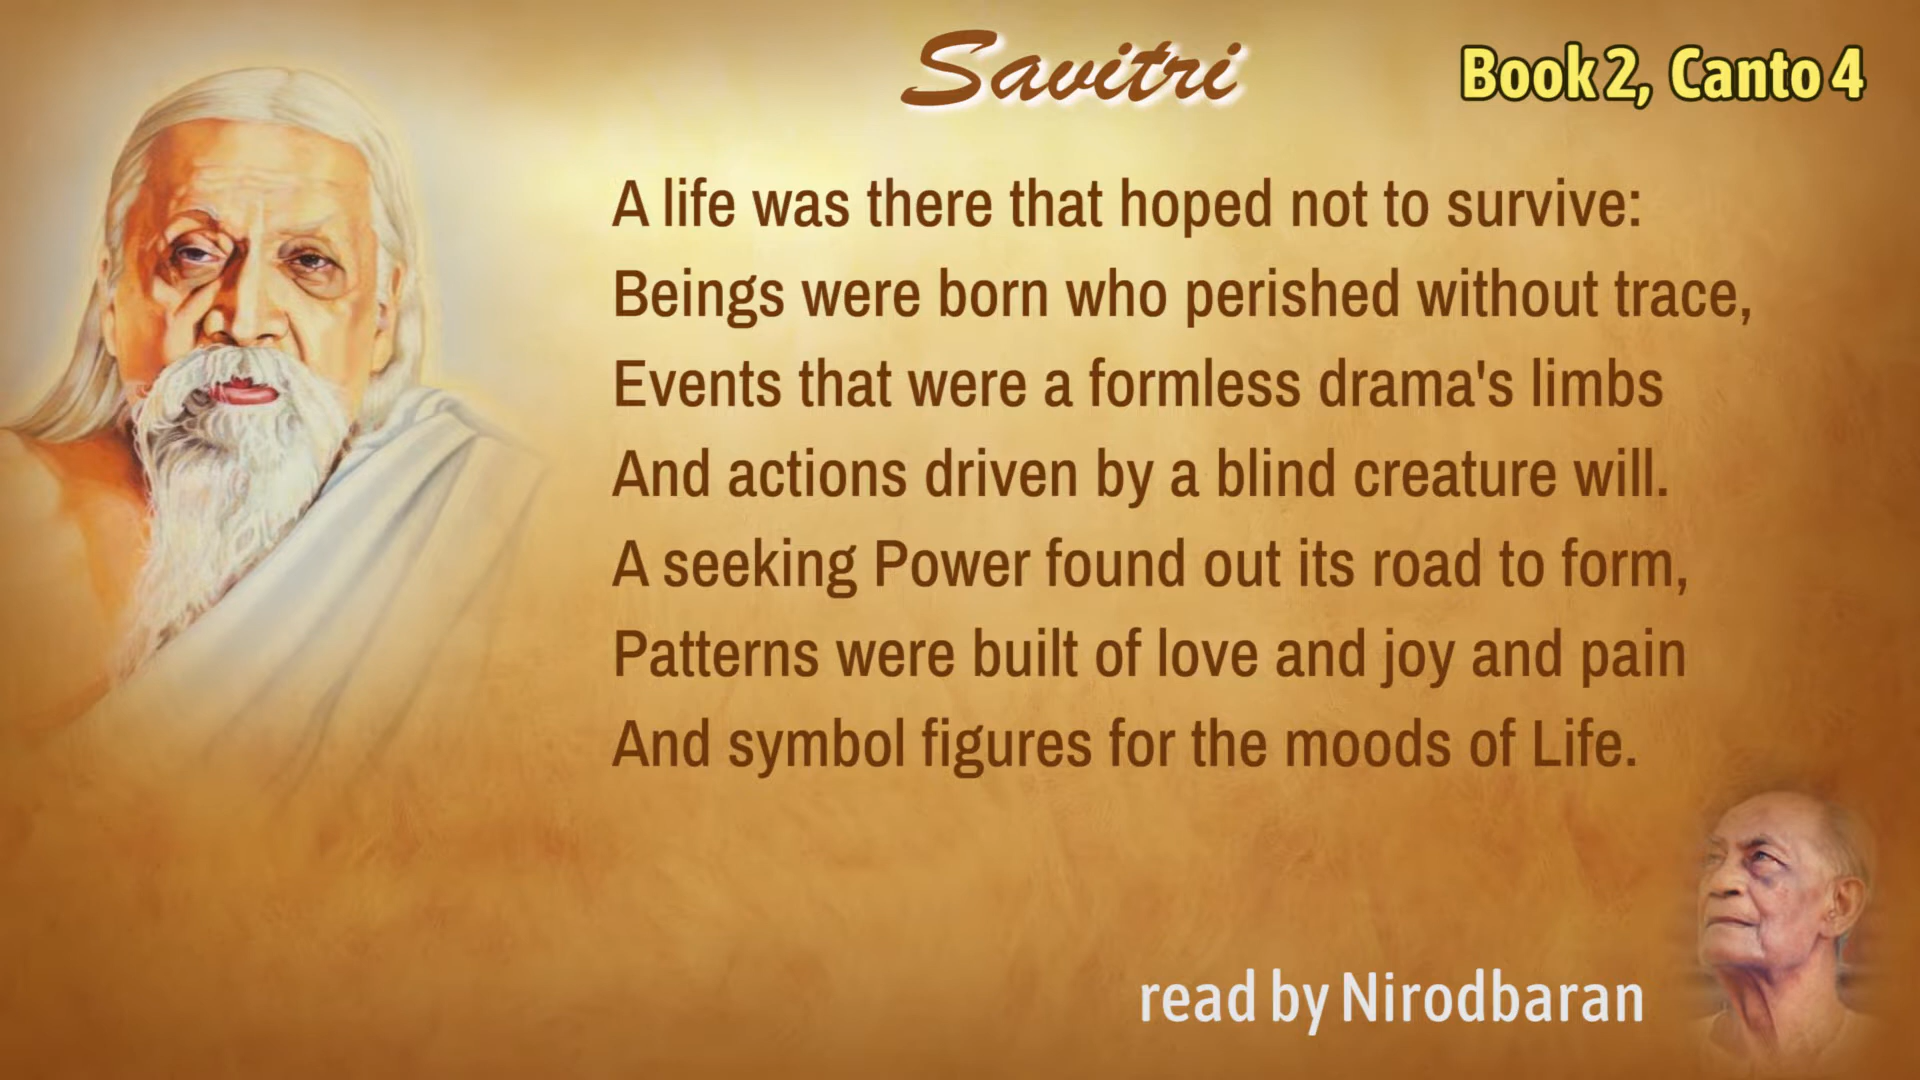 Savitri
Book 2, Canto 4
A life was there that hoped not to survive:
Beings were born who perished without trace,
Events that were a formless drama's limbs
And actions driven by a blind creature will.
A seeking Power found out its road to form,
Patterns were built of love and joy and pain
And symbol figures for the moods of Life.
read by Nirodbaran